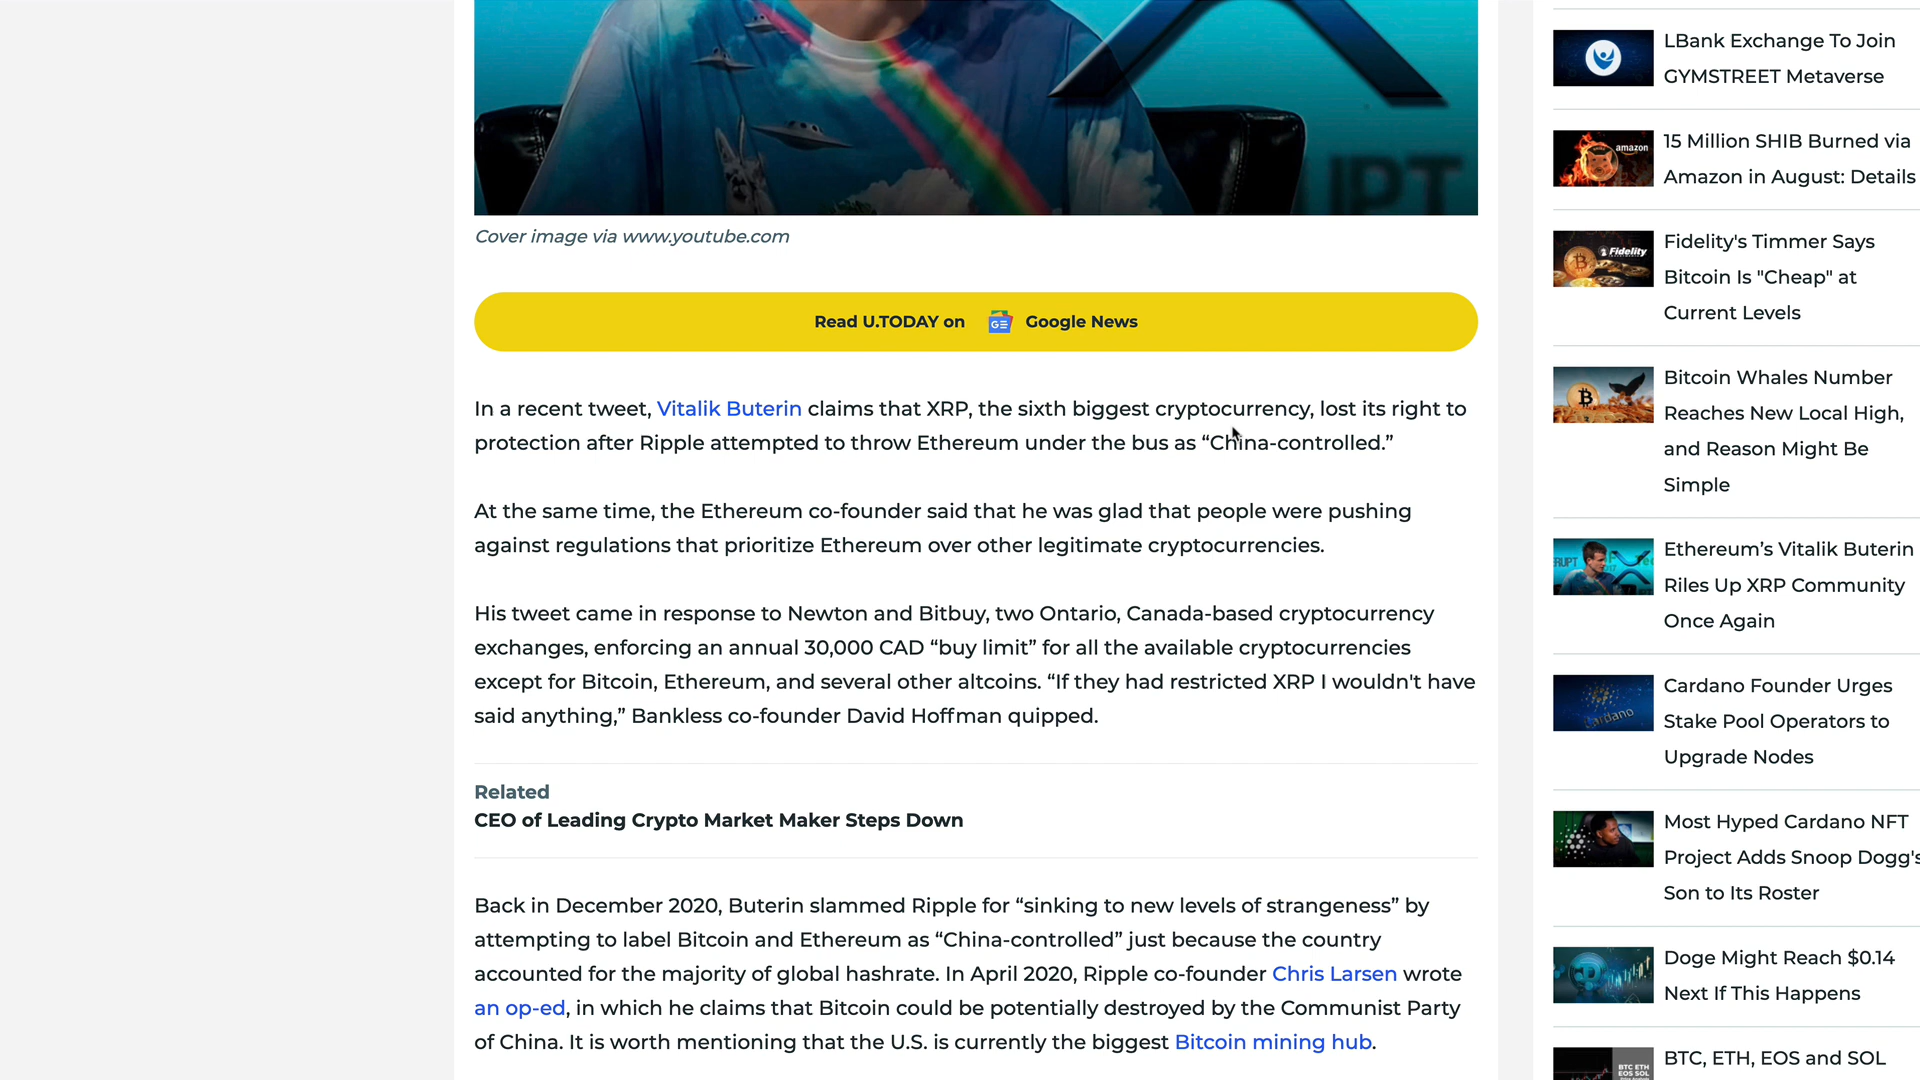 UPT
Cover image via www.youtube.com
Read U.TODAY on GE Google News
In a recent tweet, Vitalik Buterin claims that XRP, the sixth biggest cryptocurrency, lost its right to
protection after Ripple attempted to throw Ethereum under the bus as “China-controlled.”
At the same time, the Ethereum co-founder said that he was glad that people were pushing
against regulations that prioritize Ethereum over other legitimate cryptocurrencies.
His tweet came in response to Newton and Bitbuy, two Ontario, Canada-based cryptocurrency
exchanges, enforcing an annual 30,000 CAD “buy limit” for all the available cryptocurrencies
except for Bitcoin, Ethereum, and several other altcoins. “If they had restricted XRP I wouldn't have
said anything,” Bankless co-founder David Hoffman quipped.
Related
CEO of Leading Crypto Market Maker Steps Down
Back in December 2020, Buterin slammed Ripple for “sinking to new levels of strangeness” by
attempting to label Bitcoin and Ethereum as “China-controlled” just because the country
accounted for the majority of global hashrate. In April 2020, Ripple co-founder Chris Larsen wrote
an op-ed, in which he claims that Bitcoin could be potentially destroyed by the Communist Party
of China. It is worth mentioning that the U.S. is currently the biggest Bitcoin mining hub.
LBank Exchange To Join
GYMSTREET Metaverse
amazon
15 Million SHIB Burned via
Amazon in August: Details
Fidelity
Fidelity's Timmer Says
Bitcoin Is "Cheap" at
Current Levels
Bitcoin Whales Number
Reaches New Local High,
and Reason Might Be
Simple
Ethereum’s Vitalik Buterin
Riles Up XRP Community
Once Again
Cardano
Cardano Founder Urges
Stake Pool Operators to
Upgrade Nodes
Most Hyped Cardano NFT
Project Adds Snoop Dogg's
Son to Its Roster
Doge Might Reach $0.14
Next If This Happens
BTC ETH
EOS SOL
BTC, ETH, EOS and SOL